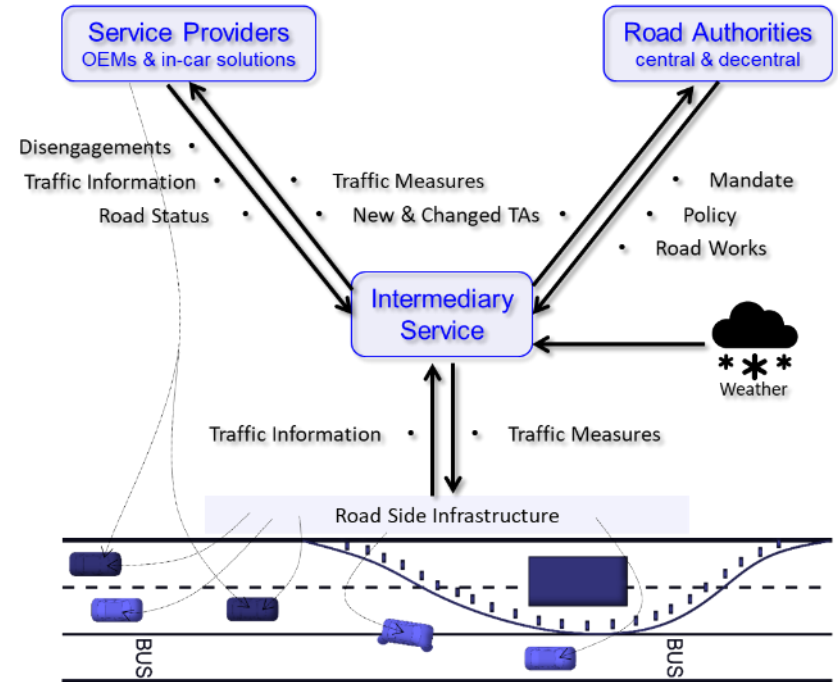 Service Providers
OEMs & in-car solutions
Road Authorities
central & decentral
Disengagements •
Traffic Information •
Road Status •
• Traffic Measures
• New & Changed TAs •
• Mandate
• Policy
• Road Works
Intermediary
Service
Weather
Traffic Information •
• Traffic Measures
Road Side Infrastructure
BUS
BUS